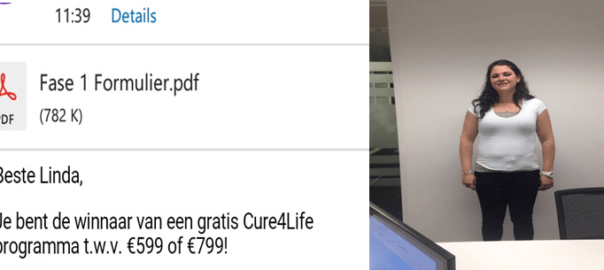 11:39 Details
Fase 1 Formulier.pdf
PDF (782 K)
Beste Linda,
Je bent de winnaar van een gratis Cure4Life
programma t.w.v. €599 of €799!